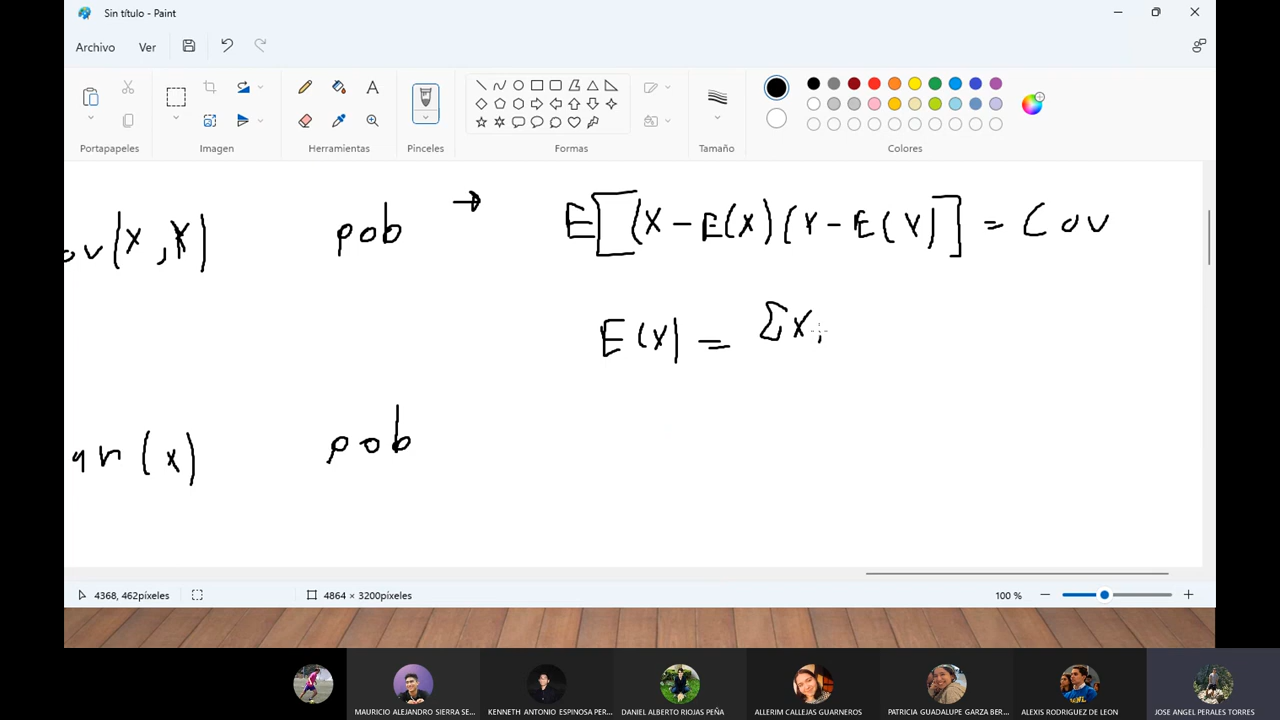 Sin título - Paint
Archivo Ver
A
Portapapeles Imagen Herramientas Pinceles Formas Tamaño Colores
ov(X,X) pob → E[(X-E(X)(Y-E(Y)] = Cov
E(X) = Σxi
ar(x) pob
4368, 462píxeles 4864 × 3200píxeles 100 %
MAURICIO ALEJANDRO SIERRA SE... KENNETH ANTONIO ESPINOSA PER... DANIEL ALBERTO RIOJAS PEÑA ALLERIM CALLEJAS GUARNEROS PATRICIA GUADALUPE GARZA BER... ALEXIS RODRIGUEZ DE LEON JOSE ANGEL PERALES TORRES